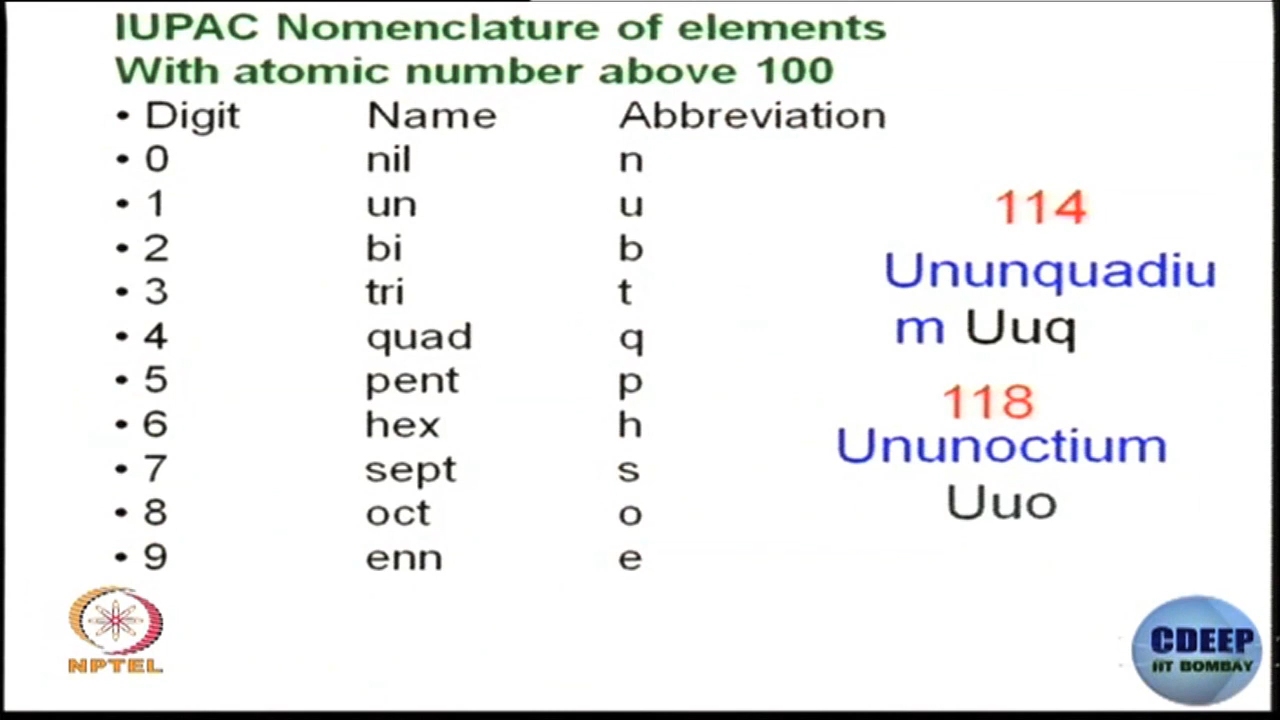 IUPAC Nomenclature of elements
With atomic number above 100
• Digit Name Abbreviation
• 0 nil n
• 1 un u
• 2 bi b
• 3 tri t
• 4 quad q
• 5 pent p
• 6 hex h
• 7 sept s
• 8 oct o
• 9 enn e
114
Ununquadiu
m Uuq
118
Ununoctium
Uuo
NPTEL
CDEEP
IIT BOMBAY